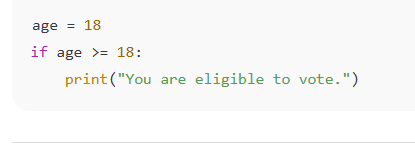 age = 18
if age >= 18:
    print("You are eligible to vote.")